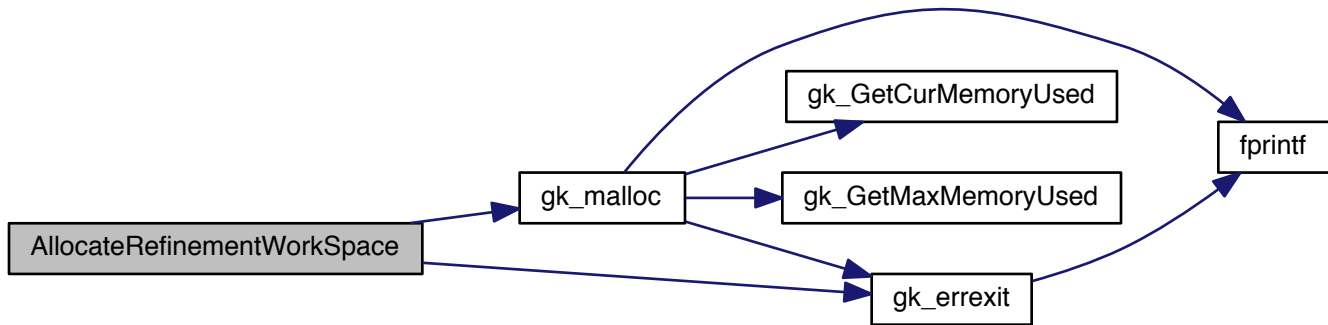 AllocateRefinementWorkSpace
gk_malloc
gk_GetCurMemoryUsed
gk_GetMaxMemoryUsed
gk_errexit
fprintf